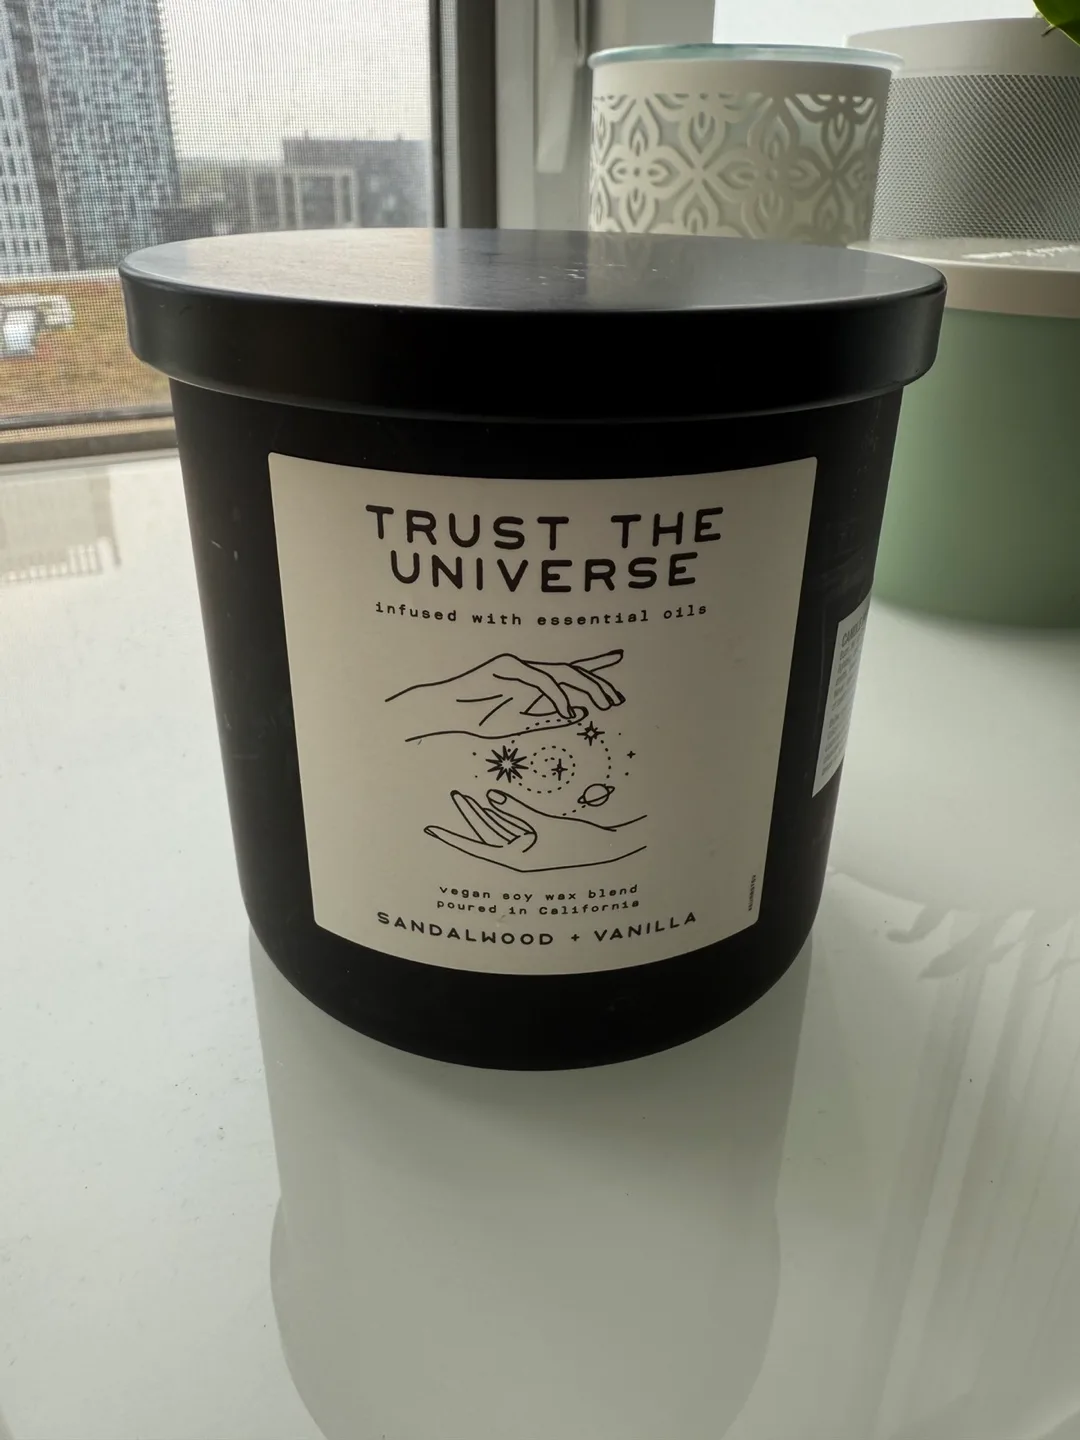 TRUST THE
UNIVERSE
infused with essential oils
vegan soy wax blend
poured in California
SANDALWOOD + VANILLA